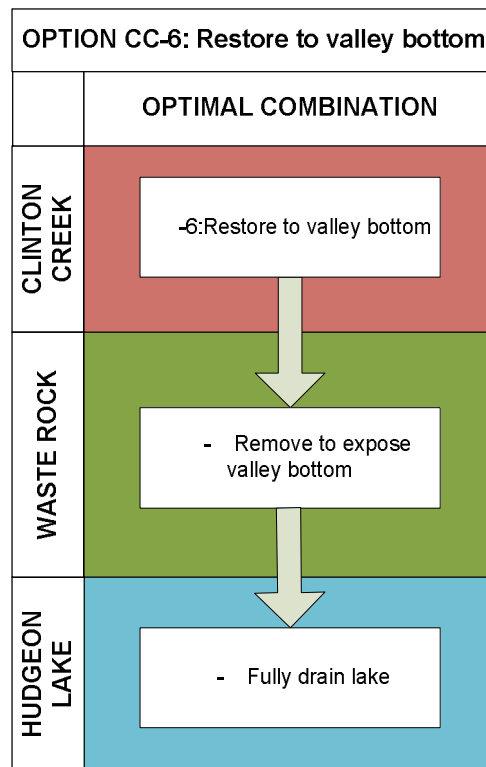 OPTION CC-6: Restore to valley bottom
OPTIMAL COMBINATION
CLINTON
CREEK
-6:Restore to valley bottom
WASTE ROCK
- Remove to expose
valley bottom
HUDGEON
LAKE
- Fully drain lake